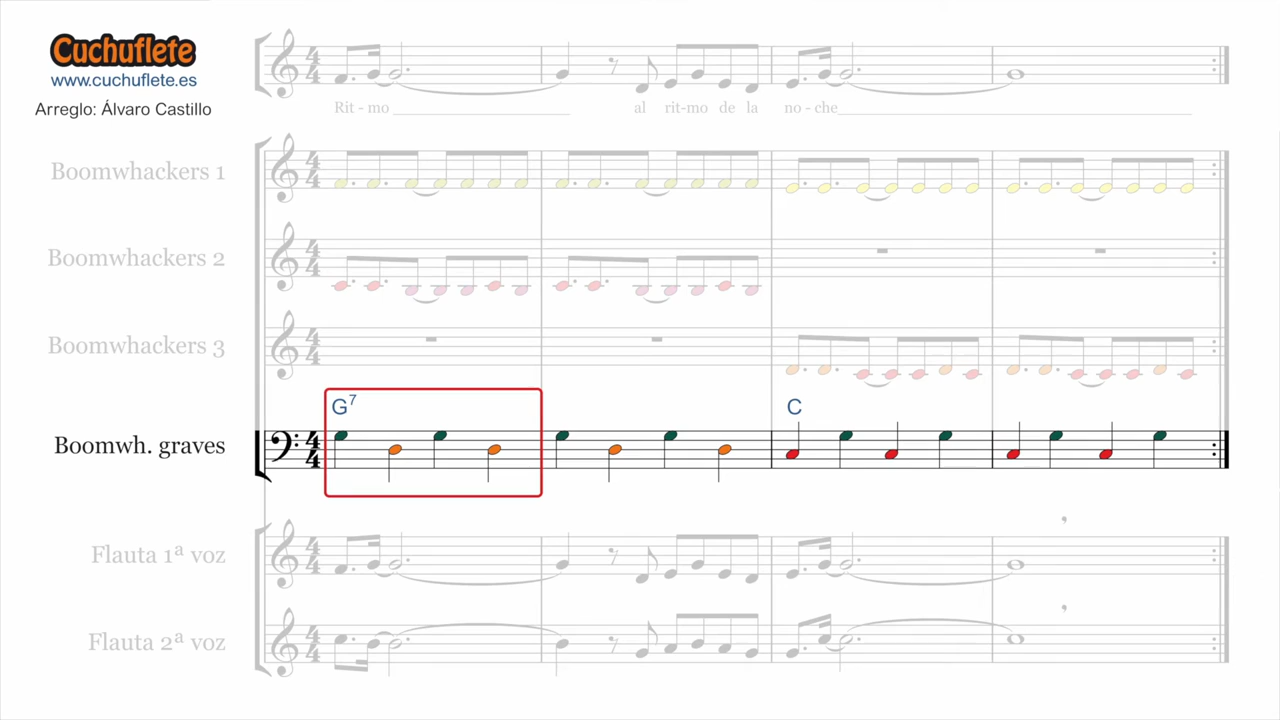 Cuchuflete
www.cuchuflete.es
Arreglo: Álvaro Castillo
Rit - mo al rit-mo de la no - che
Boomwhackers 1
Boomwhackers 2
Boomwhackers 3
G7 C
Boomwh. graves
Flauta 1ª voz
Flauta 2ª voz